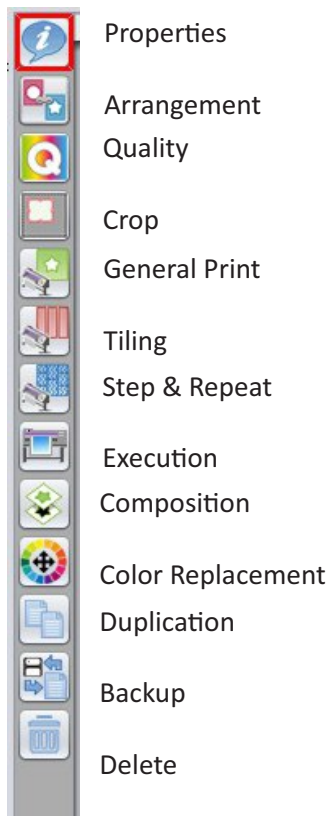 Properties
Arrangement
Quality
Crop
General Print
Tiling
Step & Repeat
Execution
Composition
Color Replacement
Duplication
Backup
Delete